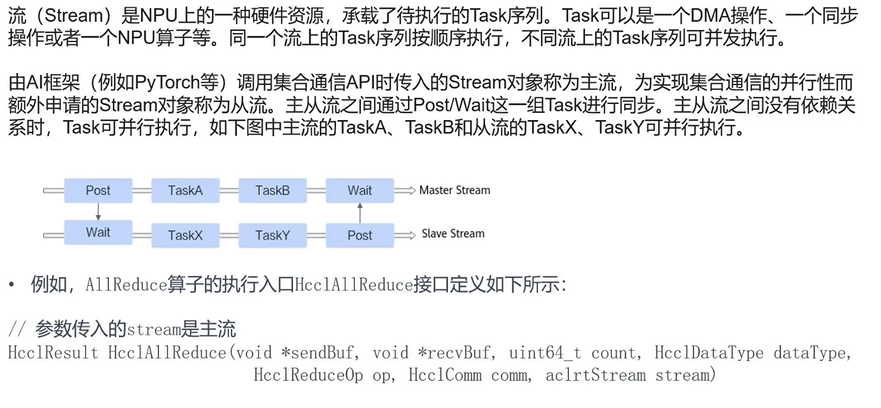 流（Stream）是NPU上的一种硬件资源，承载了待执行的Task序列。Task可以是一个DMA操作、一个同步
操作或者一个NPU算子等。同一个流上的Task序列按顺序执行，不同流上的Task序列可并发执行。
由AI框架（例如PyTorch等）调用集合通信API时传入的Stream对象称为主流，为实现集合通信的并行性而
额外申请的Stream对象称为从流。主从流之间通过Post/Wait这一组Task进行同步。主从流之间没有依赖关
系时，Task可并行执行，如下图中主流的TaskA、TaskB和从流的TaskX、TaskY可并行执行。
Post TaskA TaskB Wait Master Stream
Wait TaskX TaskY Post Slave Stream
• 例如，AllReduce算子的执行入口HcclAllReduce接口定义如下所示：
// 参数传入的stream是主流
HcclResult HcclAllReduce(void *sendBuf, void *recvBuf, uint64_t count, HcclDataType dataType,
HcclReduceOp op, HcclComm comm, aclrtStream stream)